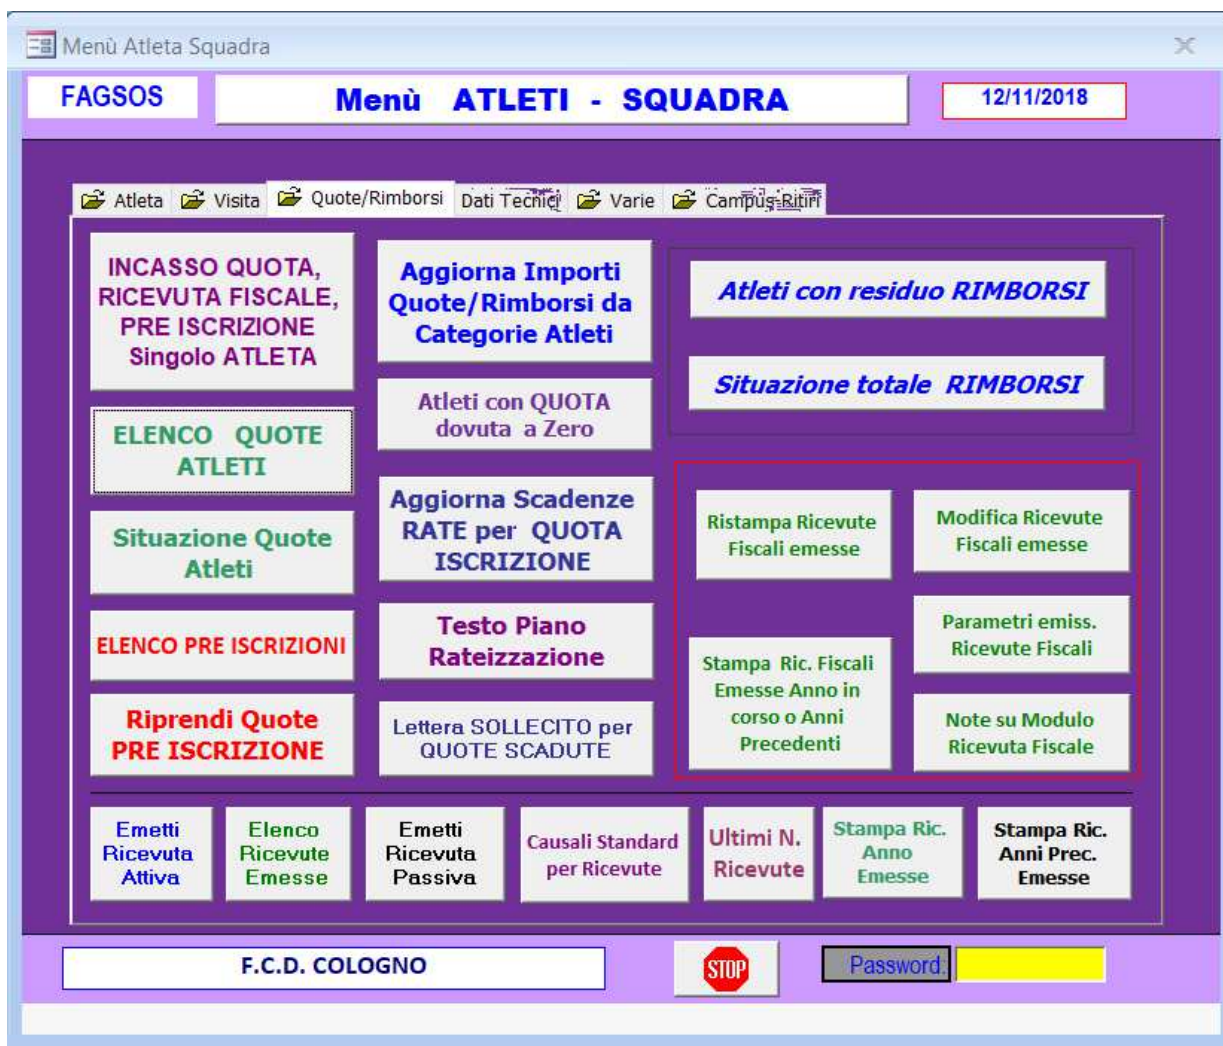 Menù Atleta Squadra
FAGSOS
Menù ATLETI - SQUADRA
12/11/2018
Atleta
Visita
Quote/Rimborsi
Dati Tecnici
Varie
Campus-Ritiri
INCASSO QUOTA,
RICEVUTA FISCALE,
PRE ISCRIZIONE
Singolo ATLETA
ELENCO QUOTE
ATLETI
Situazione Quote
Atleti
ELENCO PRE ISCRIZIONI
Riprendi Quote
PRE ISCRIZIONE
Aggiorna Importi
Quote/Rimborsi da
Categorie Atleti
Atleti con QUOTA
dovuta a Zero
Aggiorna Scadenze
RATE per QUOTA
ISCRIZIONE
Testo Piano
Rateizzazione
Lettera SOLLECITO per
QUOTE SCADUTE
Atleti con residuo RIMBORSI
Situazione totale RIMBORSI
Ristampa Ricevute
Fiscali emesse
Modifica Ricevute
Fiscali emesse
Parametri emiss.
Ricevute Fiscali
Stampa Ric. Fiscali
Emesse Anno in
corso o Anni
Precedenti
Note su Modulo
Ricevuta Fiscale
Emetti
Ricevuta
Attiva
Elenco
Ricevute
Emesse
Emetti
Ricevuta
Passiva
Causali Standard
per Ricevute
Ultimi N.
Ricevute
Stampa Ric.
Anno
Emesse
Stampa Ric.
Anni Prec.
Emesse
F.C.D. COLOGNO
STOP
Password: